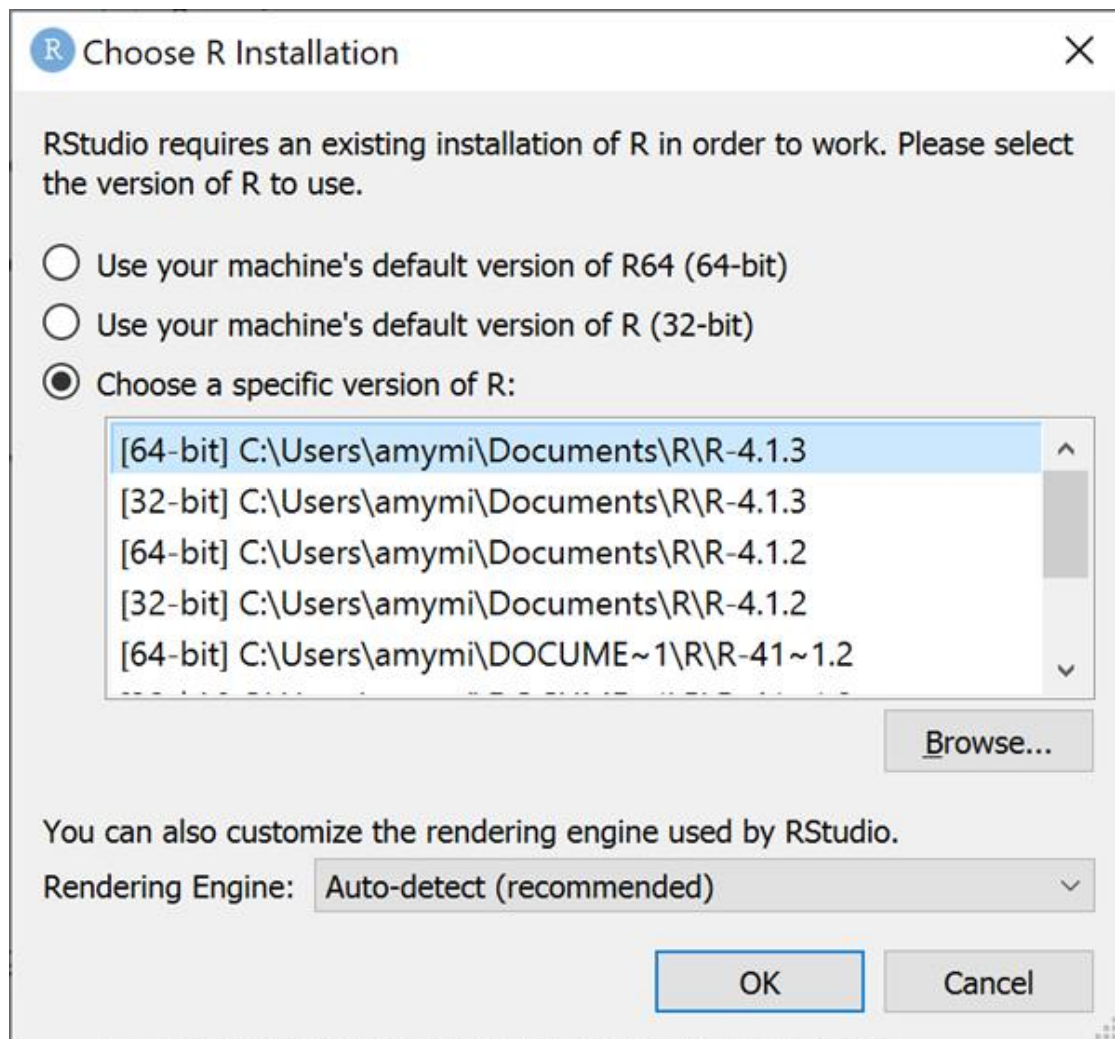 R Choose R Installation
RStudio requires an existing installation of R in order to work. Please select
the version of R to use.
Use your machine's default version of R64 (64-bit)
Use your machine's default version of R (32-bit)
Choose a specific version of R:
[64-bit] C:\Users\amymi\Documents\R\R-4.1.3
[32-bit] C:\Users\amymi\Documents\R\R-4.1.3
[64-bit] C:\Users\amymi\Documents\R\R-4.1.2
[32-bit] C:\Users\amymi\Documents\R\R-4.1.2
[64-bit] C:\Users\amymi\DOCUME~1\R\R-41~1.2
Browse...
You can also customize the rendering engine used by RStudio.
Rendering Engine: Auto-detect (recommended)
OK Cancel